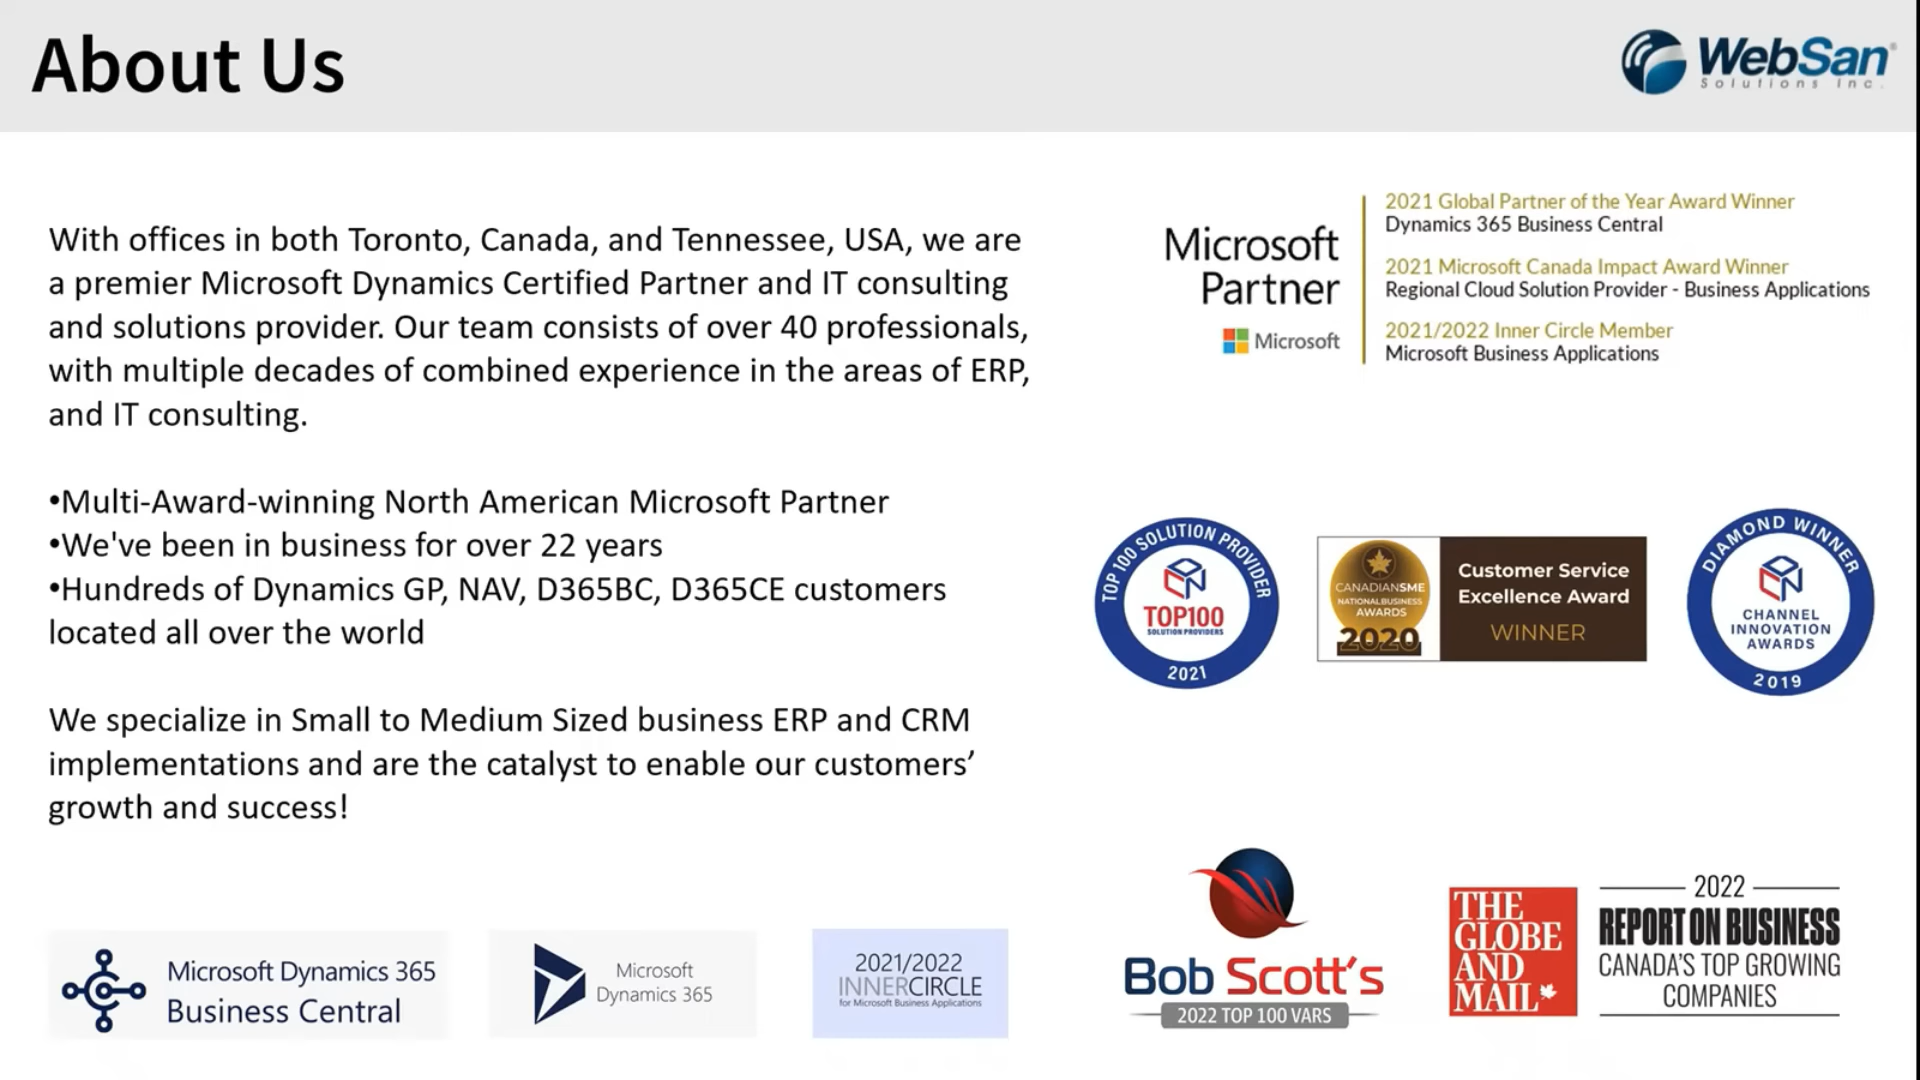 About Us
WebSan
Solutions Inc.
With offices in both Toronto, Canada, and Tennessee, USA, we are
a premier Microsoft Dynamics Certified Partner and IT consulting
and solutions provider. Our team consists of over 40 professionals,
with multiple decades of combined experience in the areas of ERP,
and IT consulting.
•Multi-Award-winning North American Microsoft Partner
•We've been in business for over 22 years
•Hundreds of Dynamics GP, NAV, D365BC, D365CE customers
located all over the world
We specialize in Small to Medium Sized business ERP and CRM
implementations and are the catalyst to enable our customers’
growth and success!
Microsoft Dynamics 365
Business Central
Microsoft
Dynamics 365
2021/2022
INNERCIRCLE
for Microsoft Business Applications
Microsoft
Partner
Microsoft
2021 Global Partner of the Year Award Winner
Dynamics 365 Business Central
2021 Microsoft Canada Impact Award Winner
Regional Cloud Solution Provider - Business Applications
2021/2022 Inner Circle Member
Microsoft Business Applications
TOP 100 SOLUTION PROVIDER
TOP100
SOLUTION PROVIDERS
2021
CANADIANSME
NATIONALBUSINESS
AWARDS
2020
Customer Service
Excellence Award
WINNER
DIAMOND WINNER
CHANNEL
INNOVATION
AWARDS
2019
Bob Scott's
2022 TOP 100 VARS
THE
GLOBE
AND
MAIL
2022
REPORT ON BUSINESS
CANADA'S TOP GROWING
COMPANIES